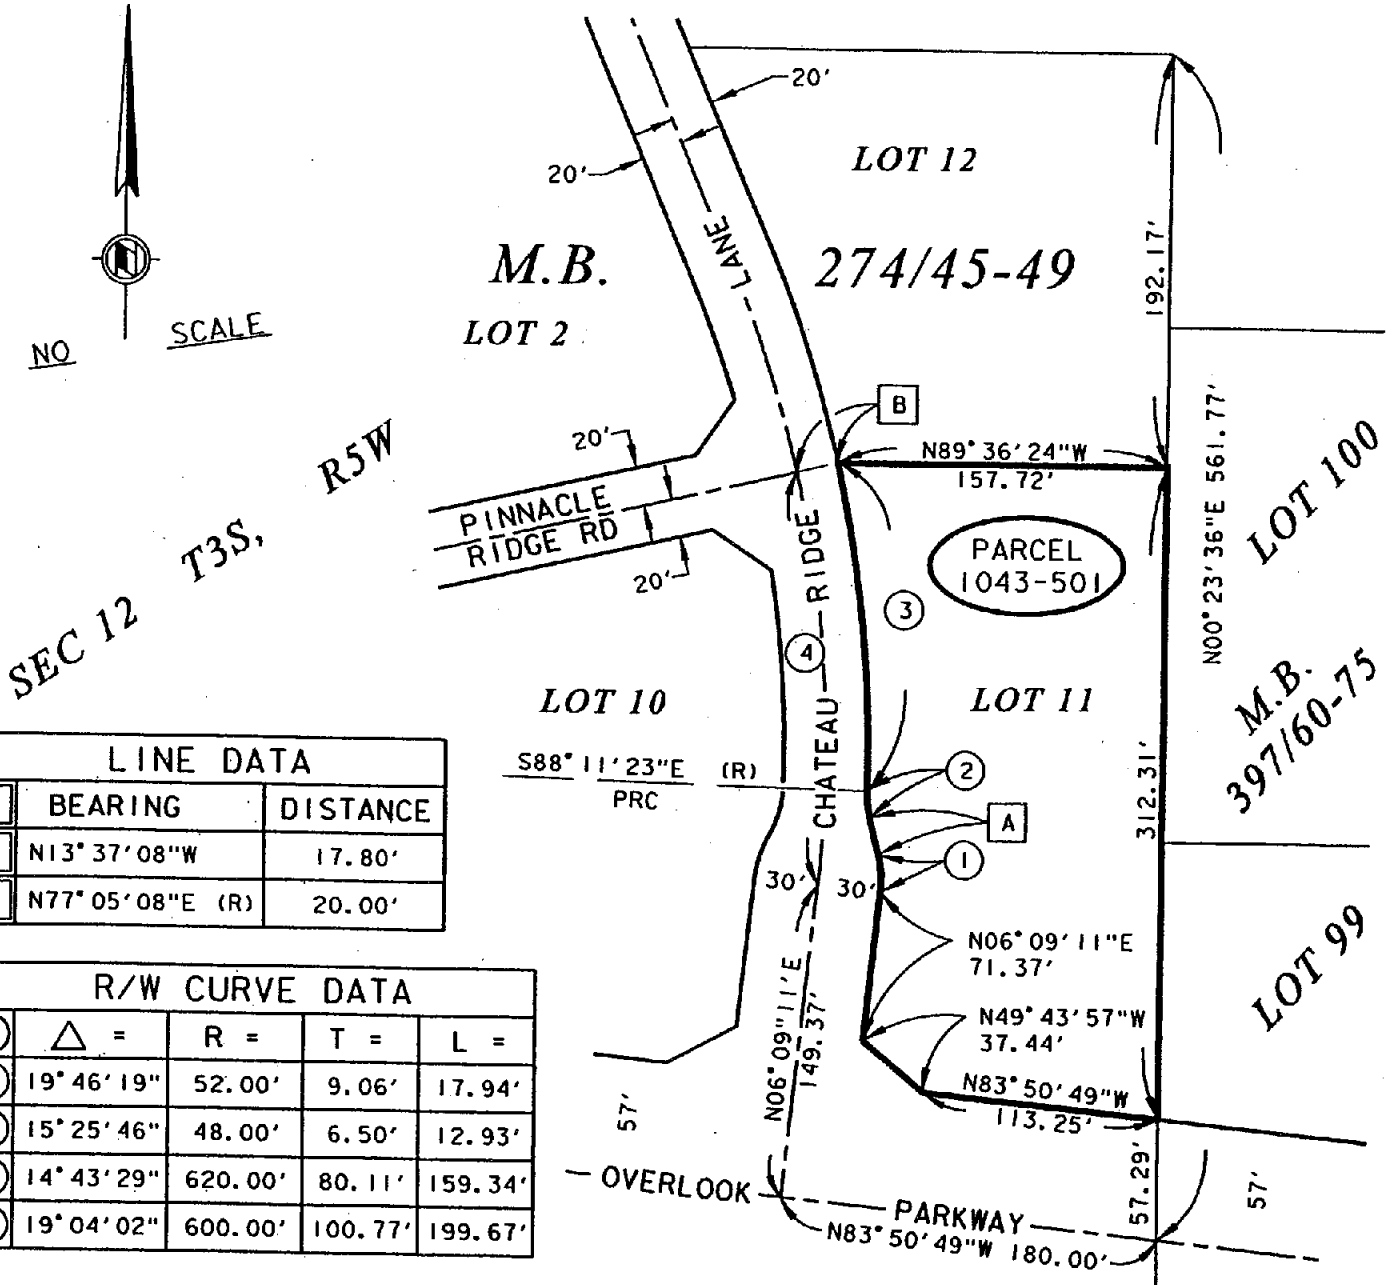 20'
20'
LOT 12
LANE
M.B. 274/45-49
LOT 2
192.17'
NO SCALE
B
N89°36'24"W
157.72'
N00°23'36"E 561.77'
LOT 100
R5W
20'
PINNACLE
RIDGE RD
20'
T3S,
RIDGE
PARCEL
1043-501
3
SEC 12
4
LOT 10
LOT 11
M.B.
397/60-75
S88°11'23"E (R)
PRC
CHATEAU
2
A
1
312.31'
LINE DATA
BEARING DISTANCE
N13°37'08"W 17.80'
N77°05'08"E (R) 20.00'
30' 30'
N06°09'11"E
71.37'
LOT 99
N06°09'11'E
149.37'
N49°43'57"W
37.44'
N83°50'49"W
113.25'
R/W CURVE DATA
△ = R = T = L =
19°46'19" 52.00' 9.06' 17.94'
15°25'46" 48.00' 6.50' 12.93'
14°43'29" 620.00' 80.11' 159.34'
19°04'02" 600.00' 100.77' 199.67'
57'
57.29'
57'
OVERLOOK PARKWAY
N83°50'49"W 180.00'